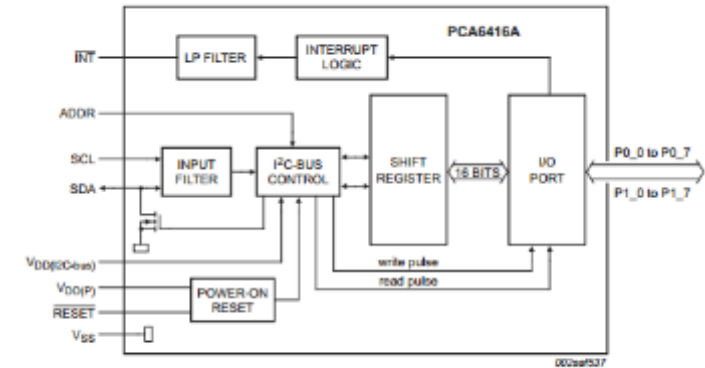 PCA6416A
INT
LP FILTER
INTERRUPT
LOGIC
ADDR
SCL
SDA
INPUT
FILTER
I²C-BUS
CONTROL
SHIFT
REGISTER
16 BITS
I/O
PORT
P0_0 to P0_7
P1_0 to P1_7
VDD(I2C-bus)
write pulse
read pulse
VDD(P)
RESET
VSS
POWER-ON
RESET
002aaf537